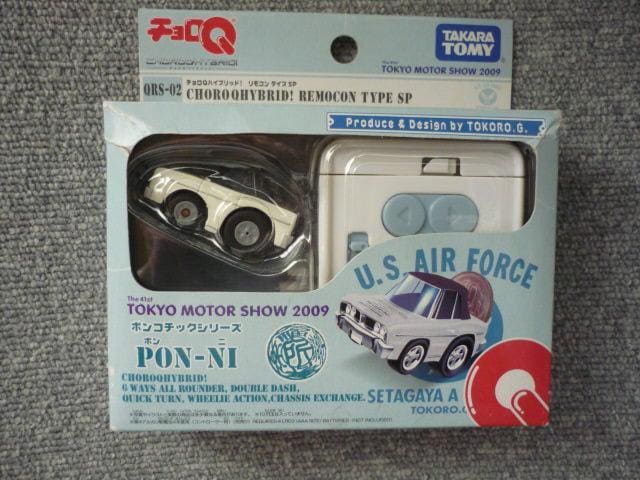 チョロQ
CHOROQHYBRID!
TAKARA
TOMY
The 41st
TOKYO MOTOR SHOW 2009
チョロQハイブリッド! リモコン タイプ SP
QRS-02 CHOROQHYBRID! REMOCON TYPE SP
Produce & Design by TOKORO.G.
U.S. AIR FORCE
The 41st
TOKYO MOTOR SHOW 2009
ポンコチックシリーズ
ポン ニ
PON-NI
所
CHOROQHYBRID!
6 WAYS ALL ROUNDER, DOUBLE DASH,
QUICK TURN, WHEELIE ACTION, CHASSIS EXCHANGE.
SETAGAYA
TOKORO.G